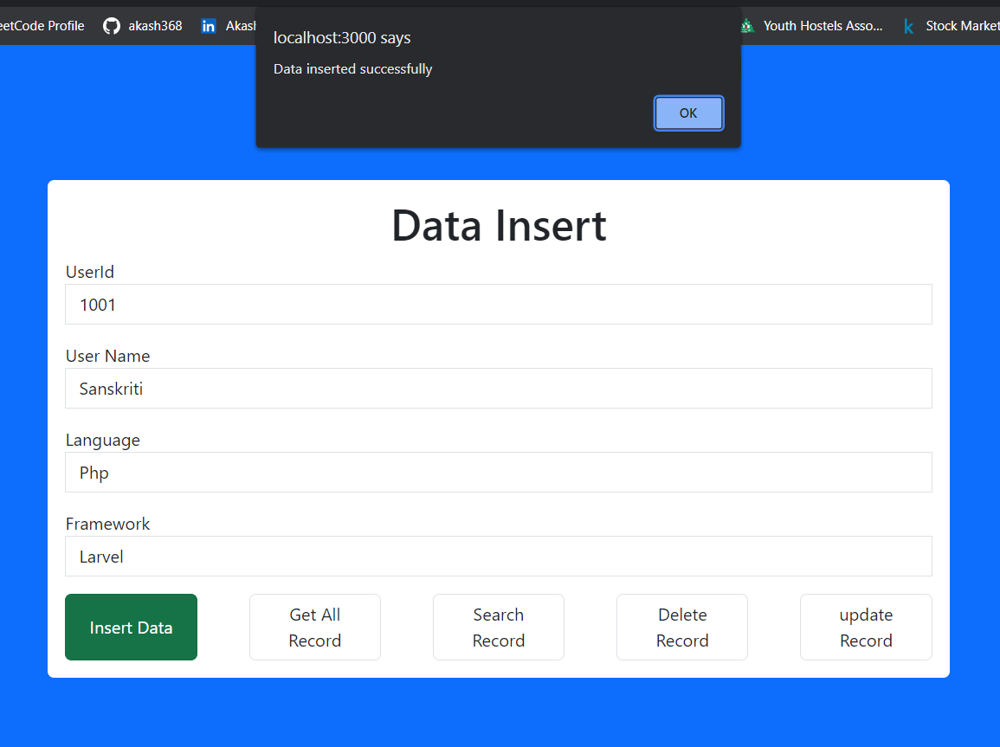 eetCode Profile akash368 in Akash Youth Hostels Asso... k Stock Market
localhost:3000 says
Data inserted successfully
OK
Data Insert
UserId
1001
User Name
Sanskriti
Language
Php
Framework
Larvel
Insert Data
Get All
Record
Search
Record
Delete
Record
update
Record